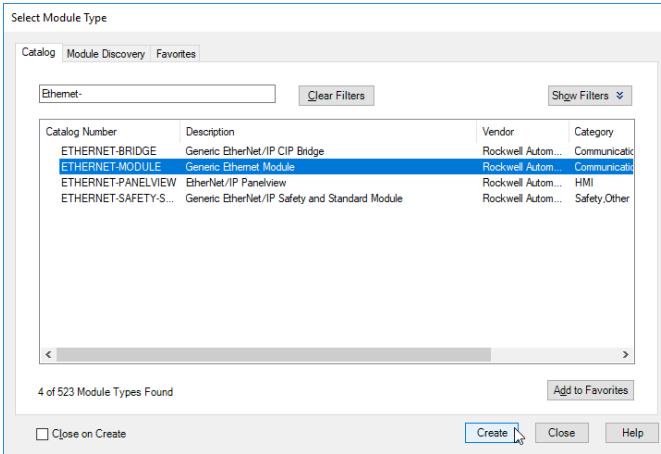 Select Module Type
Catalog Module Discovery Favorites
Ethernet- Clear Filters Show Filters
Catalog Number Description Vendor Category
ETHERNET-BRIDGE Generic EtherNet/IP CIP Bridge Rockwell Autom... Communicatic
ETHERNET-MODULE Generic Ethernet Module Rockwell Autom... Communicatic
ETHERNET-PANELVIEW EtherNet/IP Panelview Rockwell Autom... HMI
ETHERNET-SAFETY-S... Generic EtherNet/IP Safety and Standard Module Rockwell Autom... Safety,Other
4 of 523 Module Types Found Add to Favorites
Close on Create Create Close Help